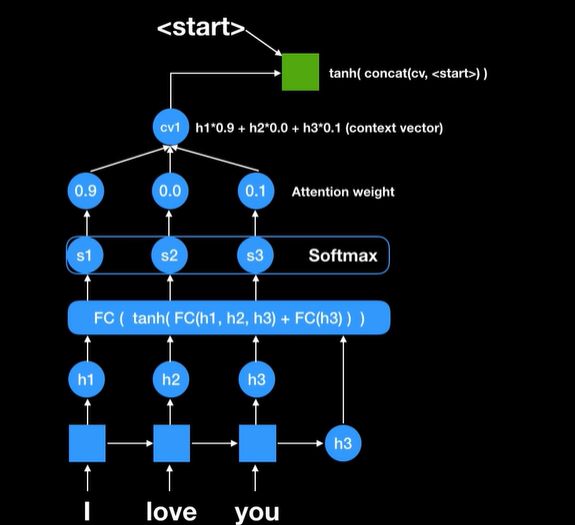 <start>
tanh( concat(cv, <start>) )
cv1 h1*0.9 + h2*0.0 + h3*0.1 (context vector)
0.9 0.0 0.1 Attention weight
s1 s2 s3 Softmax
FC ( tanh( FC(h1, h2, h3) + FC(h3) ) )
h1 h2 h3
h3
I love you